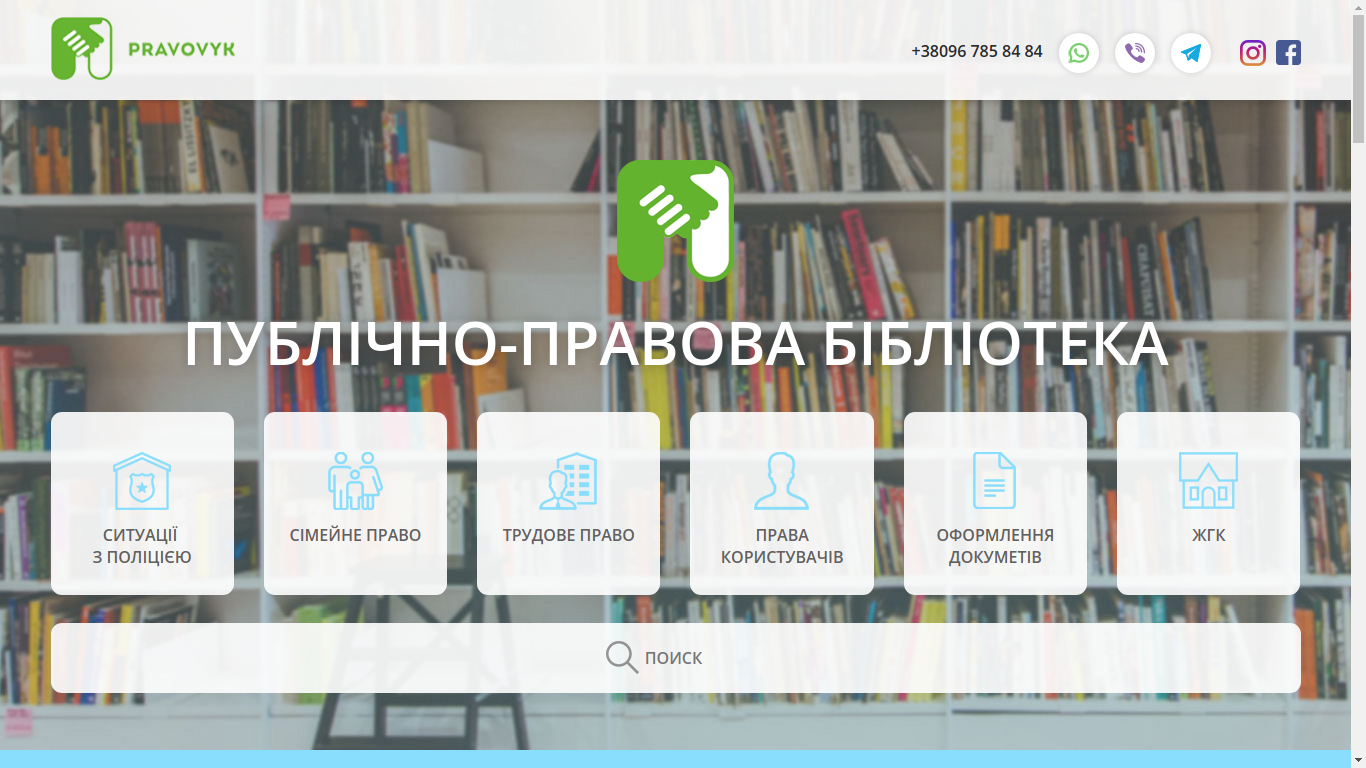 PRAVOVYK
+38096 785 84 84
ПУБЛІЧНО-ПРАВОВА БІБЛІОТЕКА
СИТУАЦІЇ
З ПОЛІЦІЄЮ
СІМЕЙНЕ ПРАВО
ТРУДОВЕ ПРАВО
ПРАВА
КОРИСТУВАЧІВ
ОФОРМЛЕННЯ
ДОКУМЕТІВ
ЖГК
ПОИСК